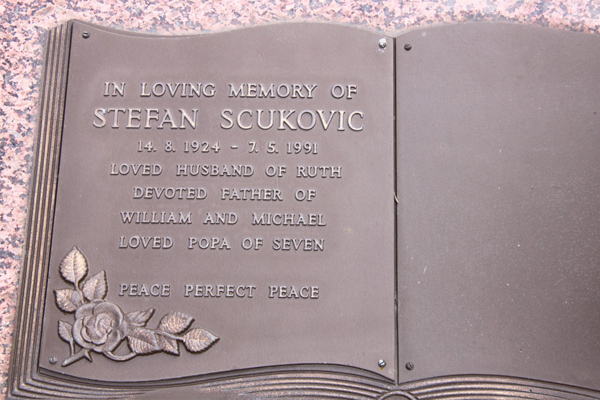 IN LOVING MEMORY OF
STEFAN SCUKOVIC
14. 8. 1924 - 7. 5. 1991
LOVED HUSBAND OF RUTH
DEVOTED FATHER OF
WILLIAM AND MICHAEL
LOVED POPA OF SEVEN
PEACE PERFECT PEACE